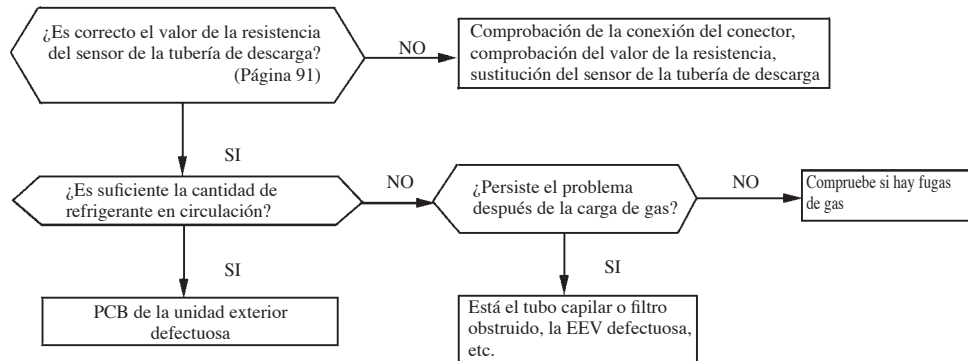 ¿Es correcto el valor de la resistencia
del sensor de la tubería de descarga?
(Página 91)
NO
Comprobación de la conexión del conector,
comprobación del valor de la resistencia,
sustitución del sensor de la tubería de descarga
SI
¿Es suficiente la cantidad de
refrigerante en circulación?
NO
¿Persiste el problema
después de la carga de gas?
NO
Compruebe si hay fugas
de gas
SI
PCB de la unidad exterior
defectuosa
SI
Está el tubo capilar o filtro
obstruido, la EEV defectuosa,
etc.